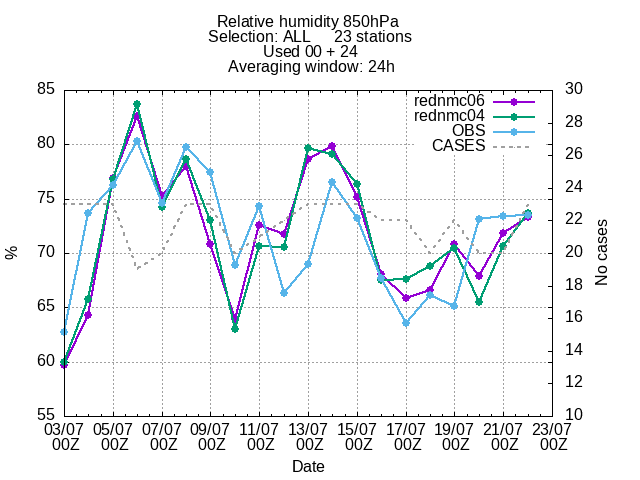 Relative humidity 850hPa
Selection: ALL     23 stations
Used 00 + 24
Averaging window: 24h
rednmc06
rednmc04
OBS
CASES
85
80
75
70
65
60
55
%
30
28
26
24
22
20
18
16
14
12
10
No cases
03/07 05/07 07/07 09/07 11/07 13/07 15/07 17/07 19/07 21/07 23/07
00Z 00Z 00Z 00Z 00Z 00Z 00Z 00Z 00Z 00Z 00Z
Date